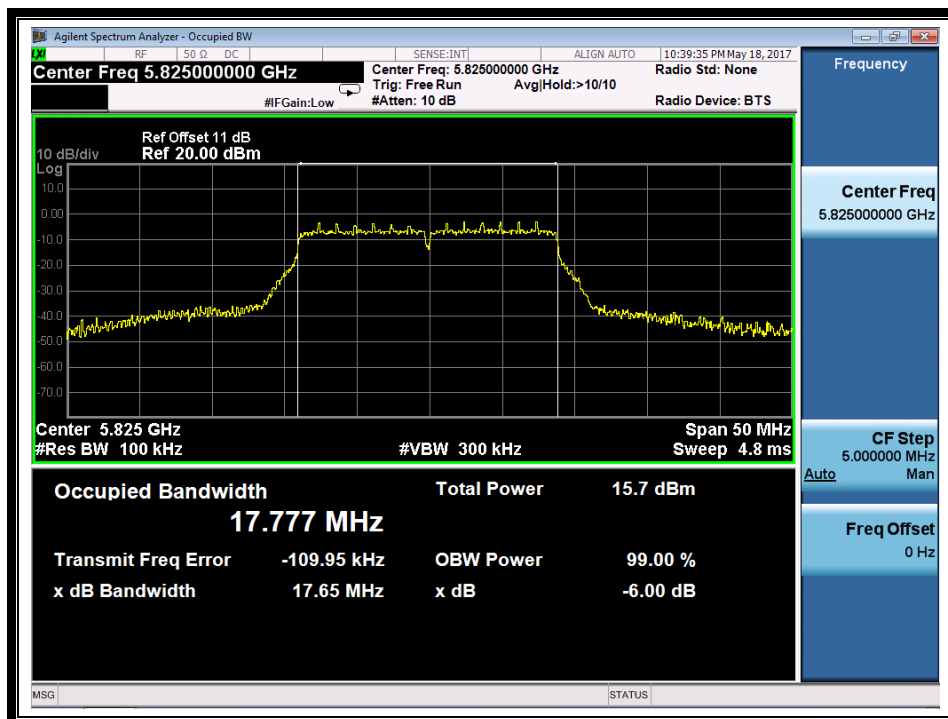 Agilent Spectrum Analyzer - Occupied BW
LXI RF 50 Ω DC SENSE:INT ALIGN AUTO 10:39:35 PM May 18, 2017
Center Freq 5.825000000 GHz
Center Freq: 5.825000000 GHz
Radio Std: None
Trig: Free Run Avg|Hold:>10/10
#IFGain:Low
#Atten: 10 dB
Radio Device: BTS
Ref Offset 11 dB
10 dB/div Ref 20.00 dBm
Log
10.0
0.00
-10.0
-20.0
-30.0
-40.0
-50.0
-60.0
-70.0
Center 5.825 GHz Span 50 MHz
#Res BW 100 kHz #VBW 300 kHz Sweep 4.8 ms
Occupied Bandwidth Total Power 15.7 dBm
17.777 MHz
Transmit Freq Error -109.95 kHz OBW Power 99.00 %
x dB Bandwidth 17.65 MHz x dB -6.00 dB
MSG STATUS
Frequency
Center Freq
5.825000000 GHz
CF Step
5.000000 MHz
Auto Man
Freq Offset
0 Hz